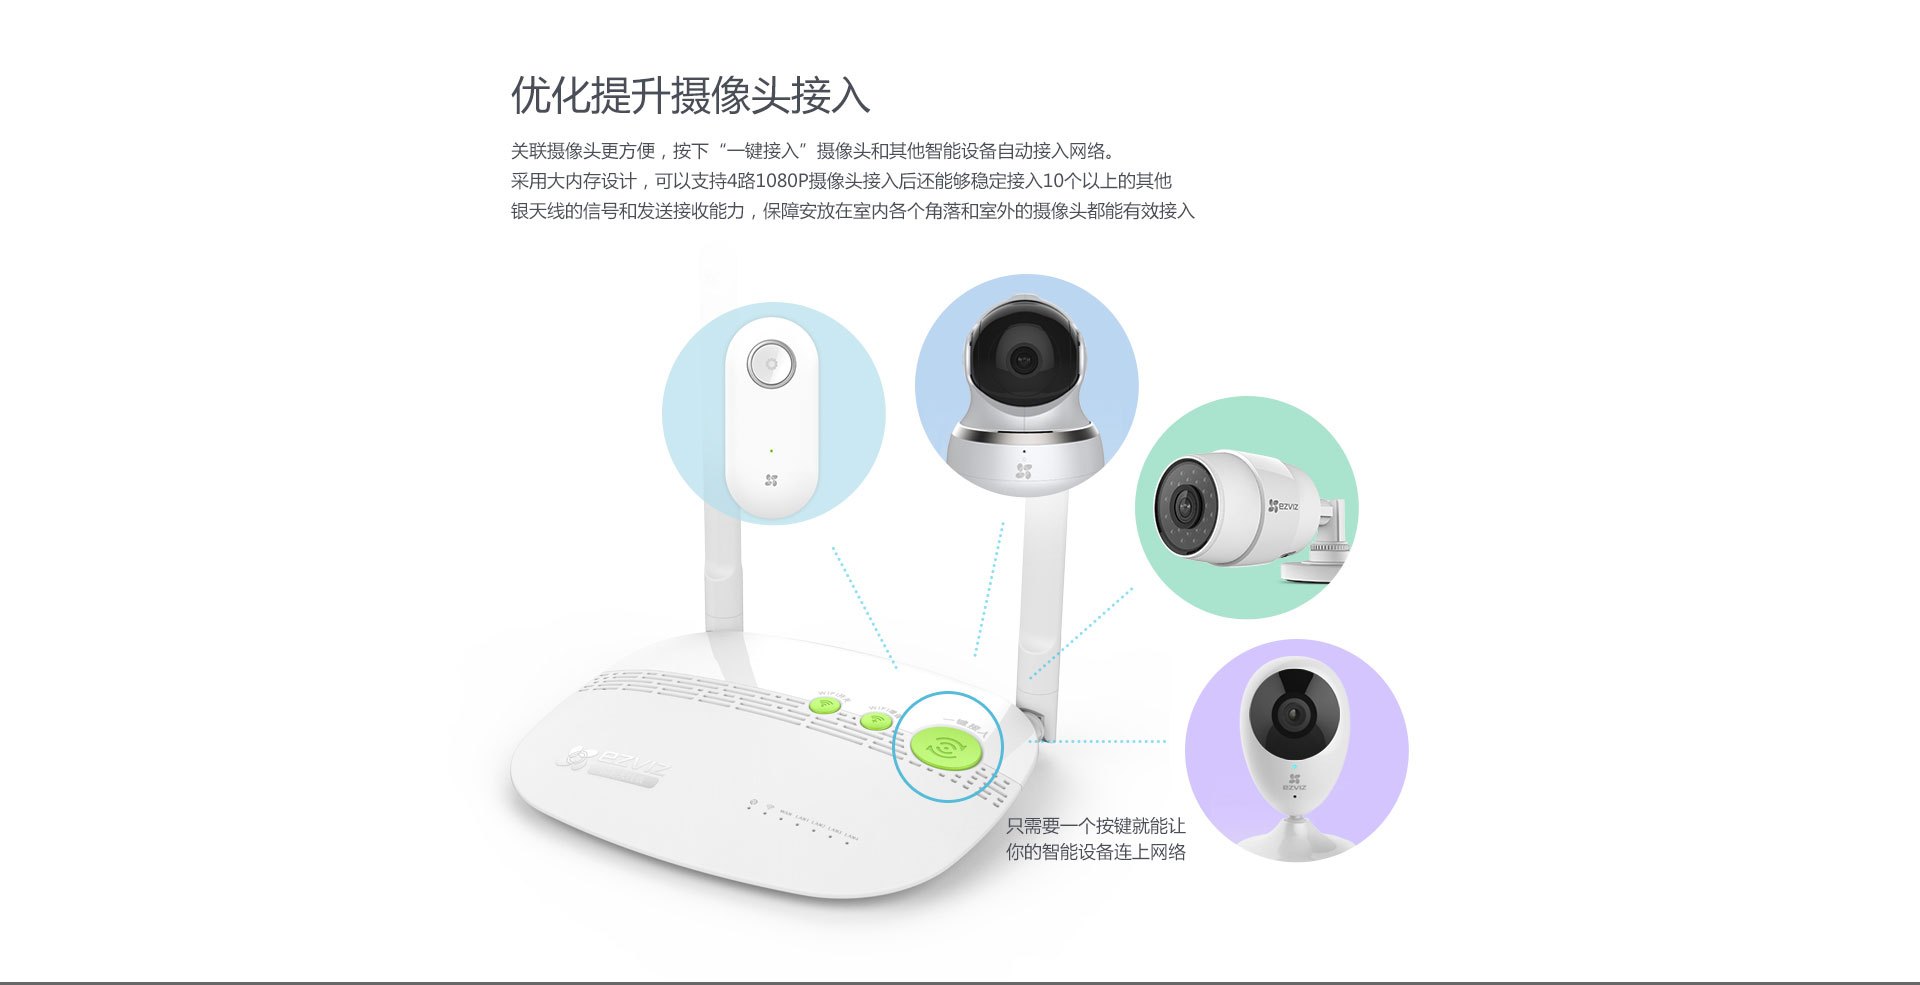 优化提升摄像头接入
关联摄像头更方便，按下“一键接入”摄像头和其他智能设备自动接入网络。
采用大内存设计，可以支持4路1080P摄像头接入后还能够稳定接入10个以上的其他
银天线的信号和发送接收能力，保障安放在室内各个角落和室外的摄像头都能有效接入
ezviz
ezviz
一键接入
ezviz
WAN LAN1 LAN2 LAN3 LAN4
只需要一个按键就能让
你的智能设备连上网络